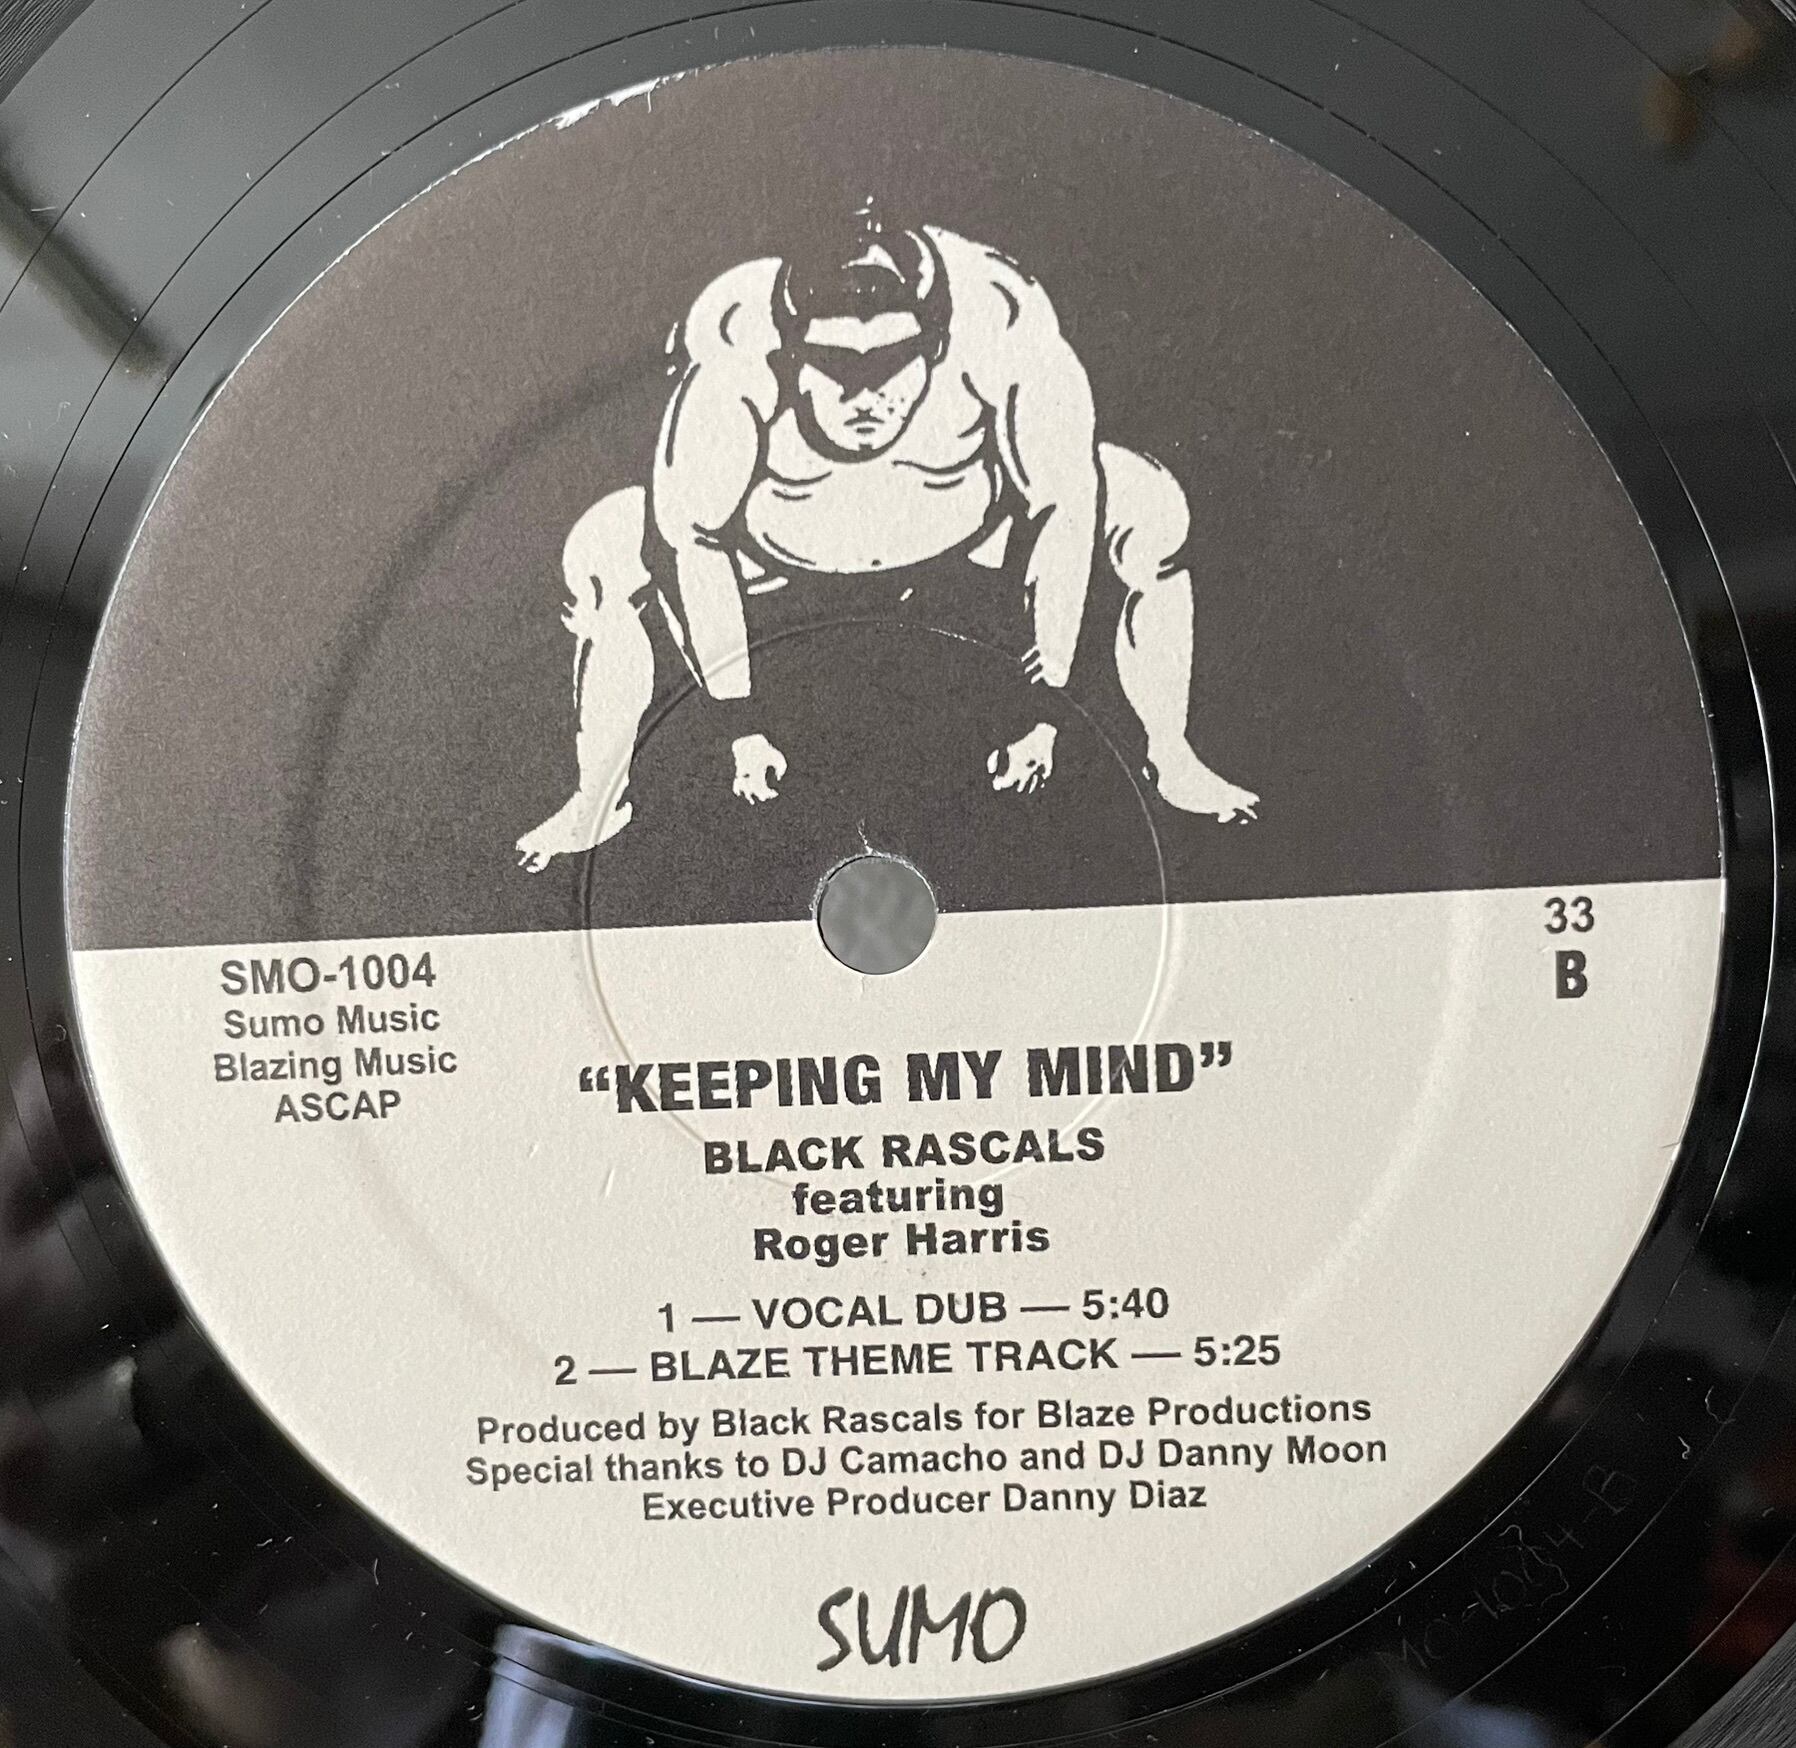 SMO-1004
Sumo Music
Blazing Music
ASCAP
33
B
“KEEPING MY MIND”
BLACK RASCALS
featuring
Roger Harris
1 — VOCAL DUB — 5:40
2 — BLAZE THEME TRACK — 5:25
Produced by Black Rascals for Blaze Productions
Special thanks to DJ Camacho and DJ Danny Moon
Executive Producer Danny Diaz
SUMO